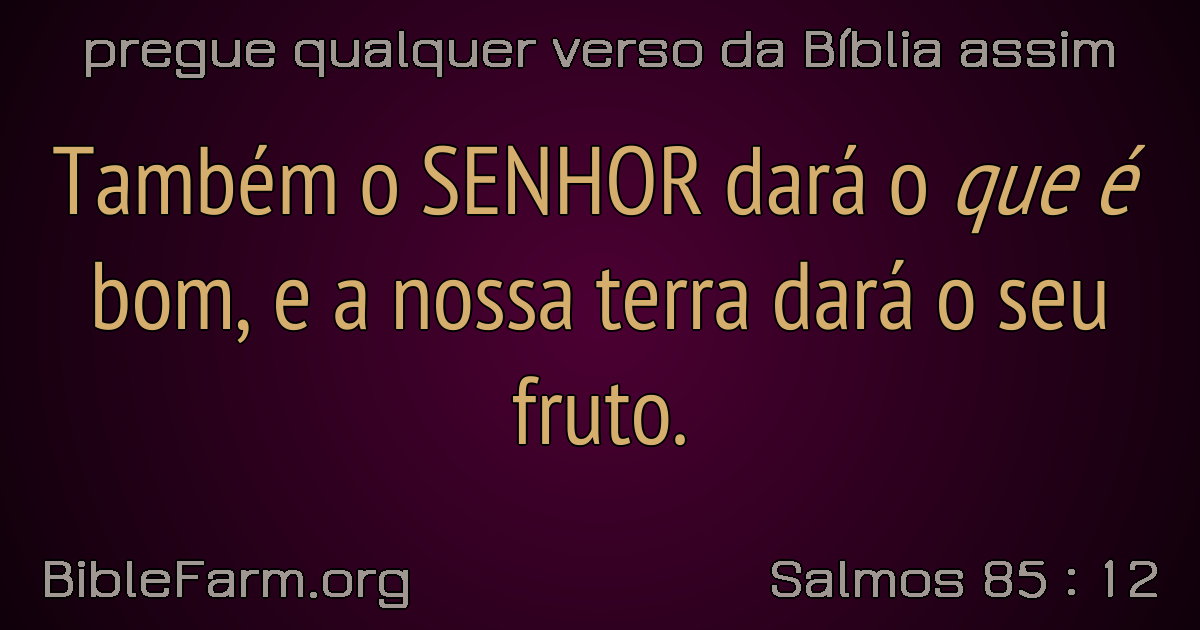 pregue qualquer verso da Bíblia assim
Também o SENHOR dará o que é
bom, e a nossa terra dará o seu
fruto.
BibleFarm.org
Salmos 85 : 12